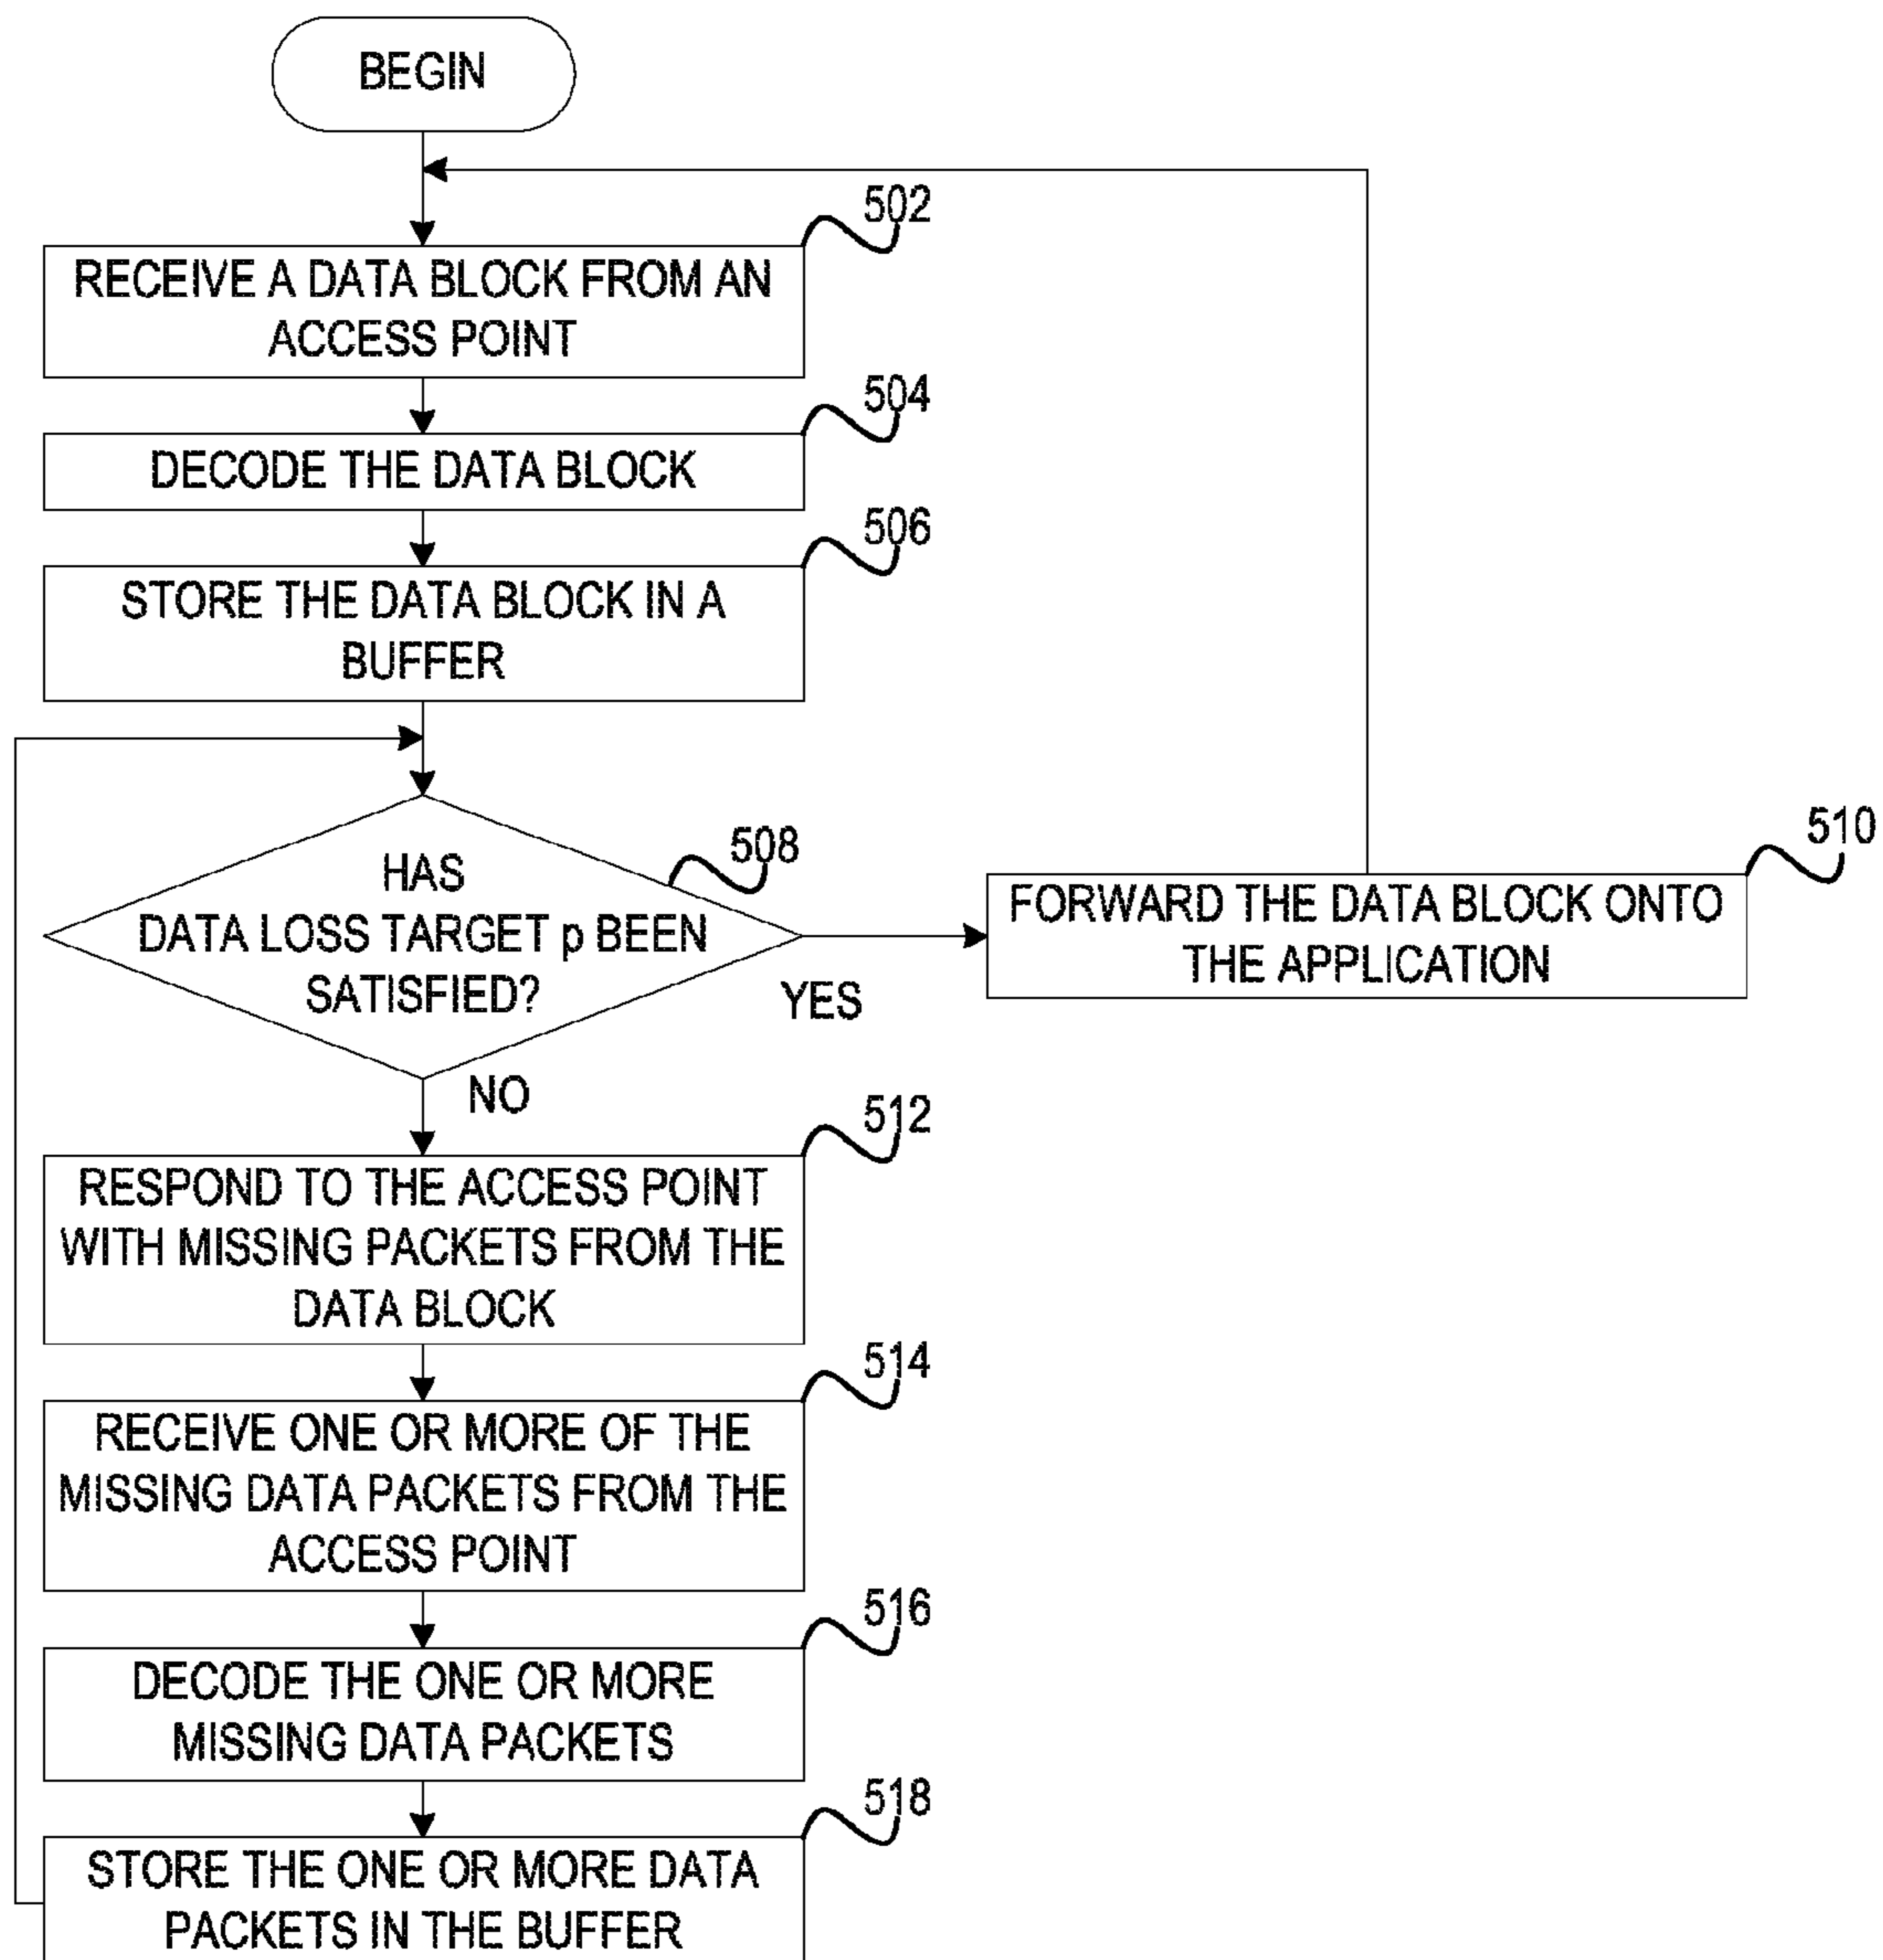 BEGIN
502
RECEIVE A DATA BLOCK FROM AN
ACCESS POINT
504
DECODE THE DATA BLOCK
506
STORE THE DATA BLOCK IN A
BUFFER
508
HAS
DATA LOSS TARGET p BEEN
SATISFIED?
YES
510
FORWARD THE DATA BLOCK ONTO
THE APPLICATION
NO
512
RESPOND TO THE ACCESS POINT
WITH MISSING PACKETS FROM THE
DATA BLOCK
514
RECEIVE ONE OR MORE OF THE
MISSING DATA PACKETS FROM THE
ACCESS POINT
516
DECODE THE ONE OR MORE
MISSING DATA PACKETS
518
STORE THE ONE OR MORE DATA
PACKETS IN THE BUFFER